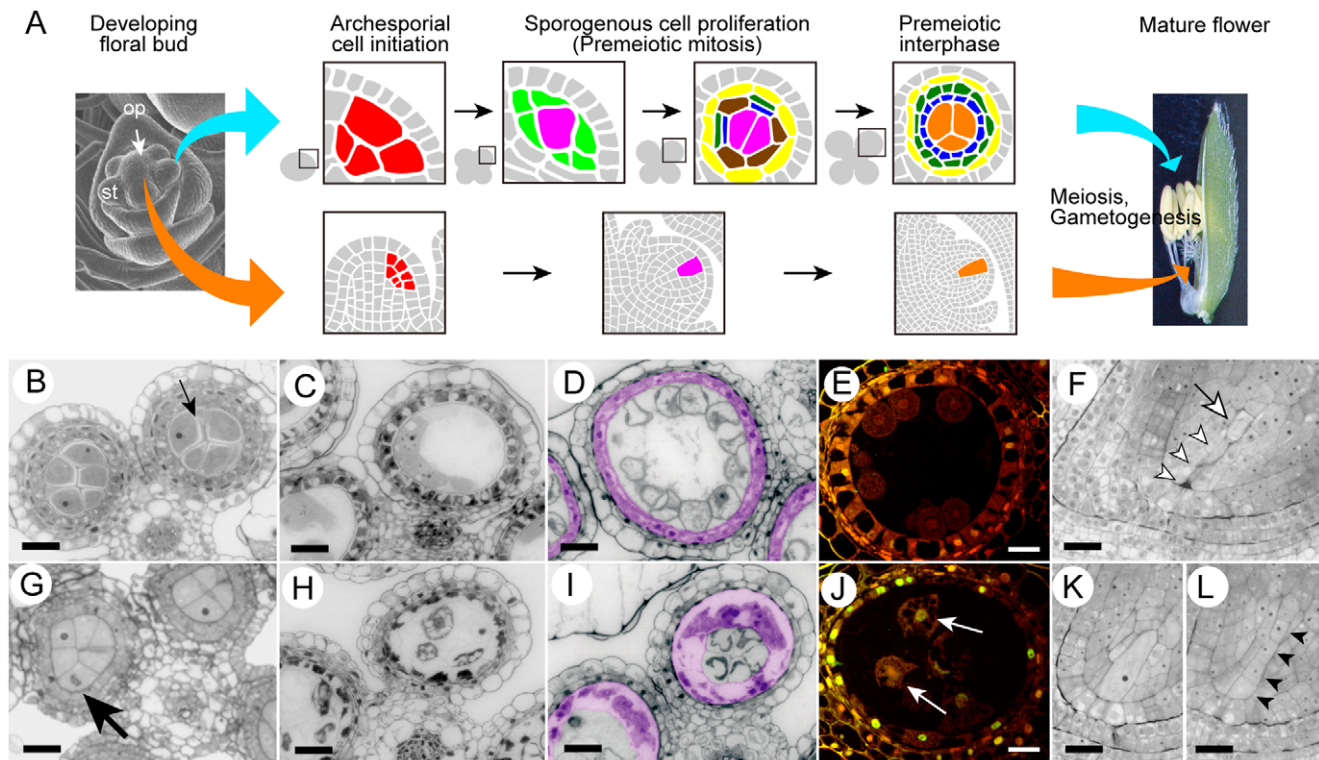 A
Developing
floral bud
Archesporial
cell initiation
Sporogenous cell proliferation
(Premeiotic mitosis)
Premeiotic
interphase
Mature flower
op
st
Meiosis,
Gametogenesis
B
C
D
E
F
G
H
I
J
K
L